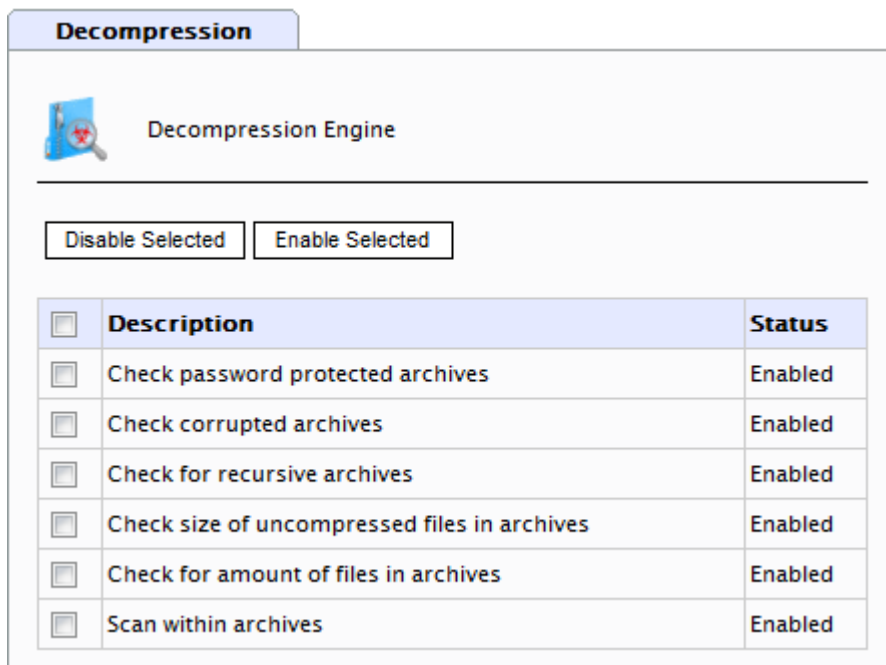 Decompression
Decompression Engine
Disable Selected Enable Selected
Description Status
Check password protected archives Enabled
Check corrupted archives Enabled
Check for recursive archives Enabled
Check size of uncompressed files in archives Enabled
Check for amount of files in archives Enabled
Scan within archives Enabled